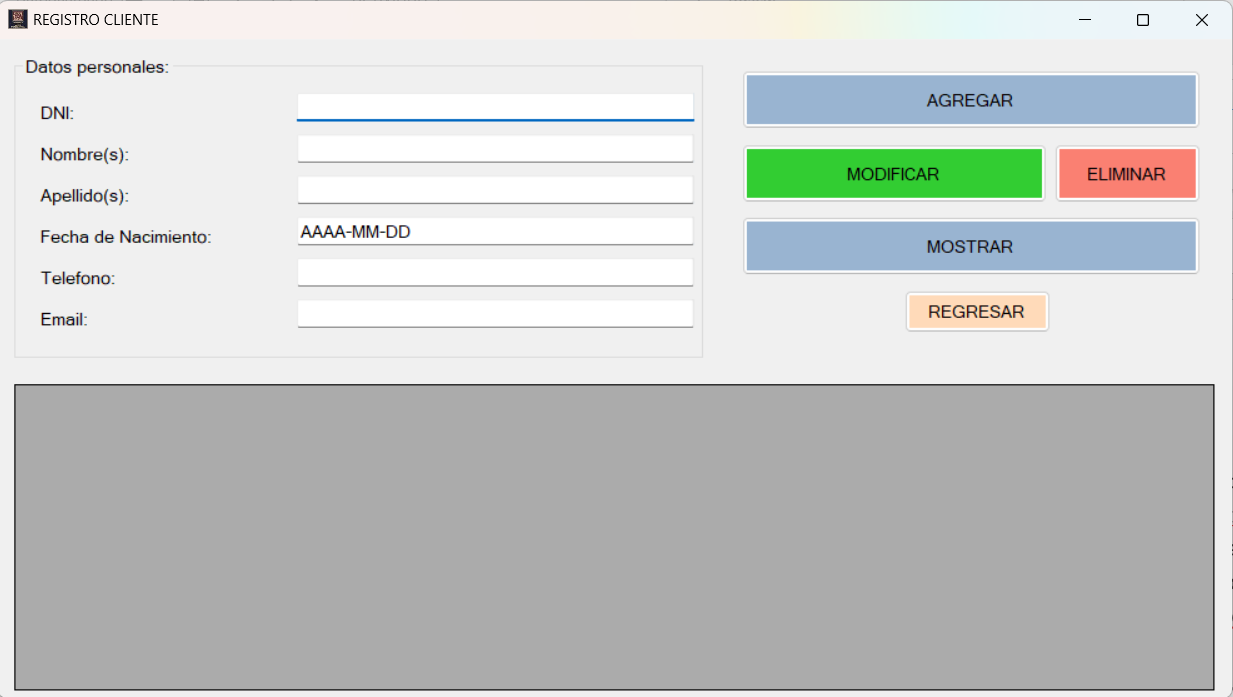 REGISTRO CLIENTE
Datos personales:
DNI:
Nombre(s):
Apellido(s):
Fecha de Nacimiento: AAAA-MM-DD
Telefono:
Email:
AGREGAR
MODIFICAR ELIMINAR
MOSTRAR
REGRESAR